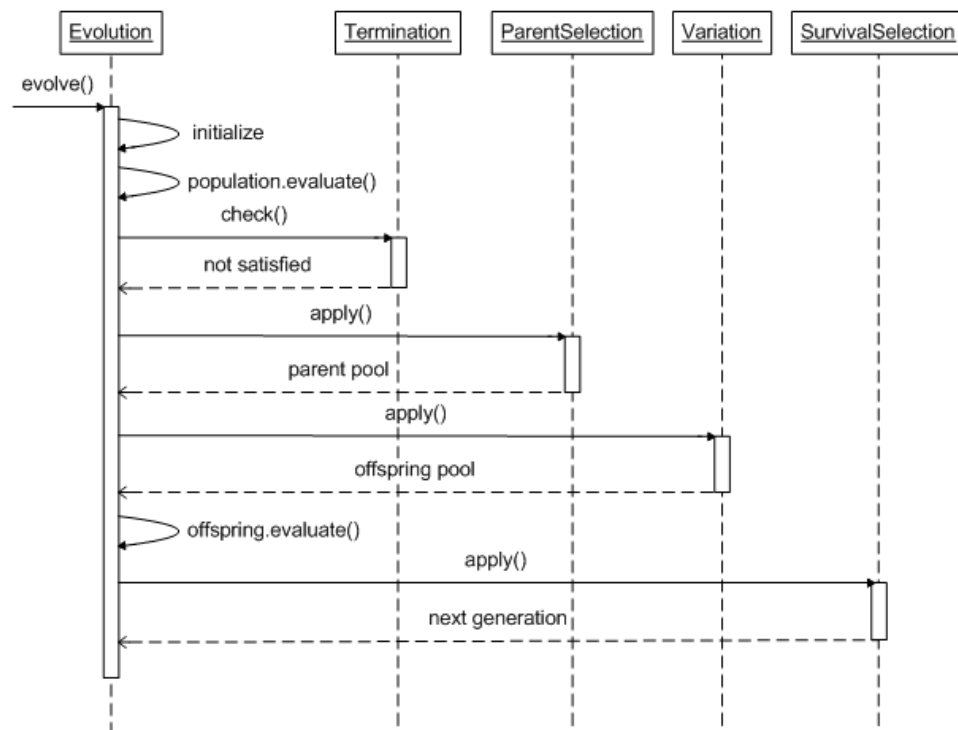 Evolution
Termination
ParentSelection
Variation
SurvivalSelection
evolve()
initialize
population.evaluate()
check()
not satisfied
apply()
parent pool
apply()
offspring pool
offspring.evaluate()
apply()
next generation